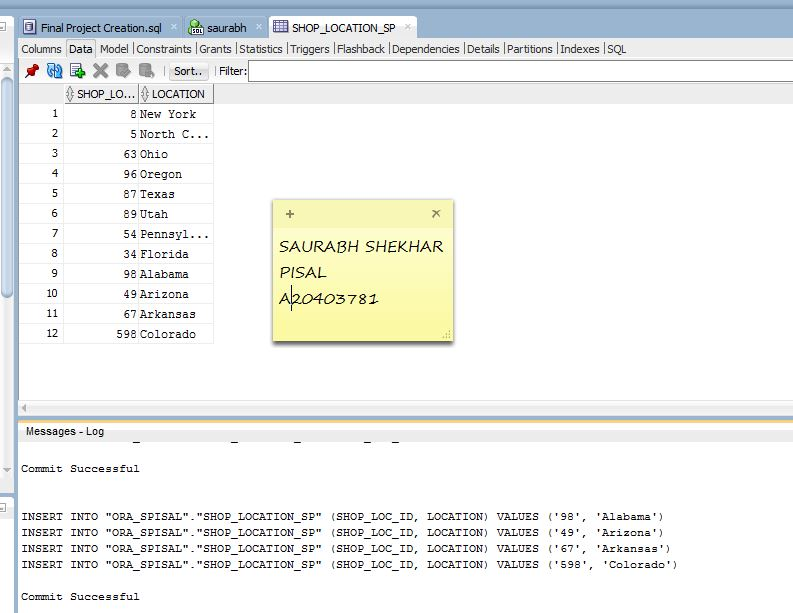 Final Project Creation.sql saurabh SHOP_LOCATION_SP
Columns Data Model Constraints Grants Statistics Triggers Flashback Dependencies Details Partitions Indexes SQL
Sort.. Filter:
SHOP_LO... LOCATION
1 8 New York
2 5 North C...
3 63 Ohio
4 96 Oregon
5 87 Texas
6 89 Utah
7 54 Pennsyl...
8 34 Florida
9 98 Alabama
10 49 Arizona
11 67 Arkansas
12 598 Colorado
SAURABH SHEKHAR
PISAL
A20403781
Messages - Log
Commit Successful
INSERT INTO "ORA_SPISAL"."SHOP_LOCATION_SP" (SHOP_LOC_ID, LOCATION) VALUES ('98', 'Alabama')
INSERT INTO "ORA_SPISAL"."SHOP_LOCATION_SP" (SHOP_LOC_ID, LOCATION) VALUES ('49', 'Arizona')
INSERT INTO "ORA_SPISAL"."SHOP_LOCATION_SP" (SHOP_LOC_ID, LOCATION) VALUES ('67', 'Arkansas')
INSERT INTO "ORA_SPISAL"."SHOP_LOCATION_SP" (SHOP_LOC_ID, LOCATION) VALUES ('598', 'Colorado')
Commit Successful